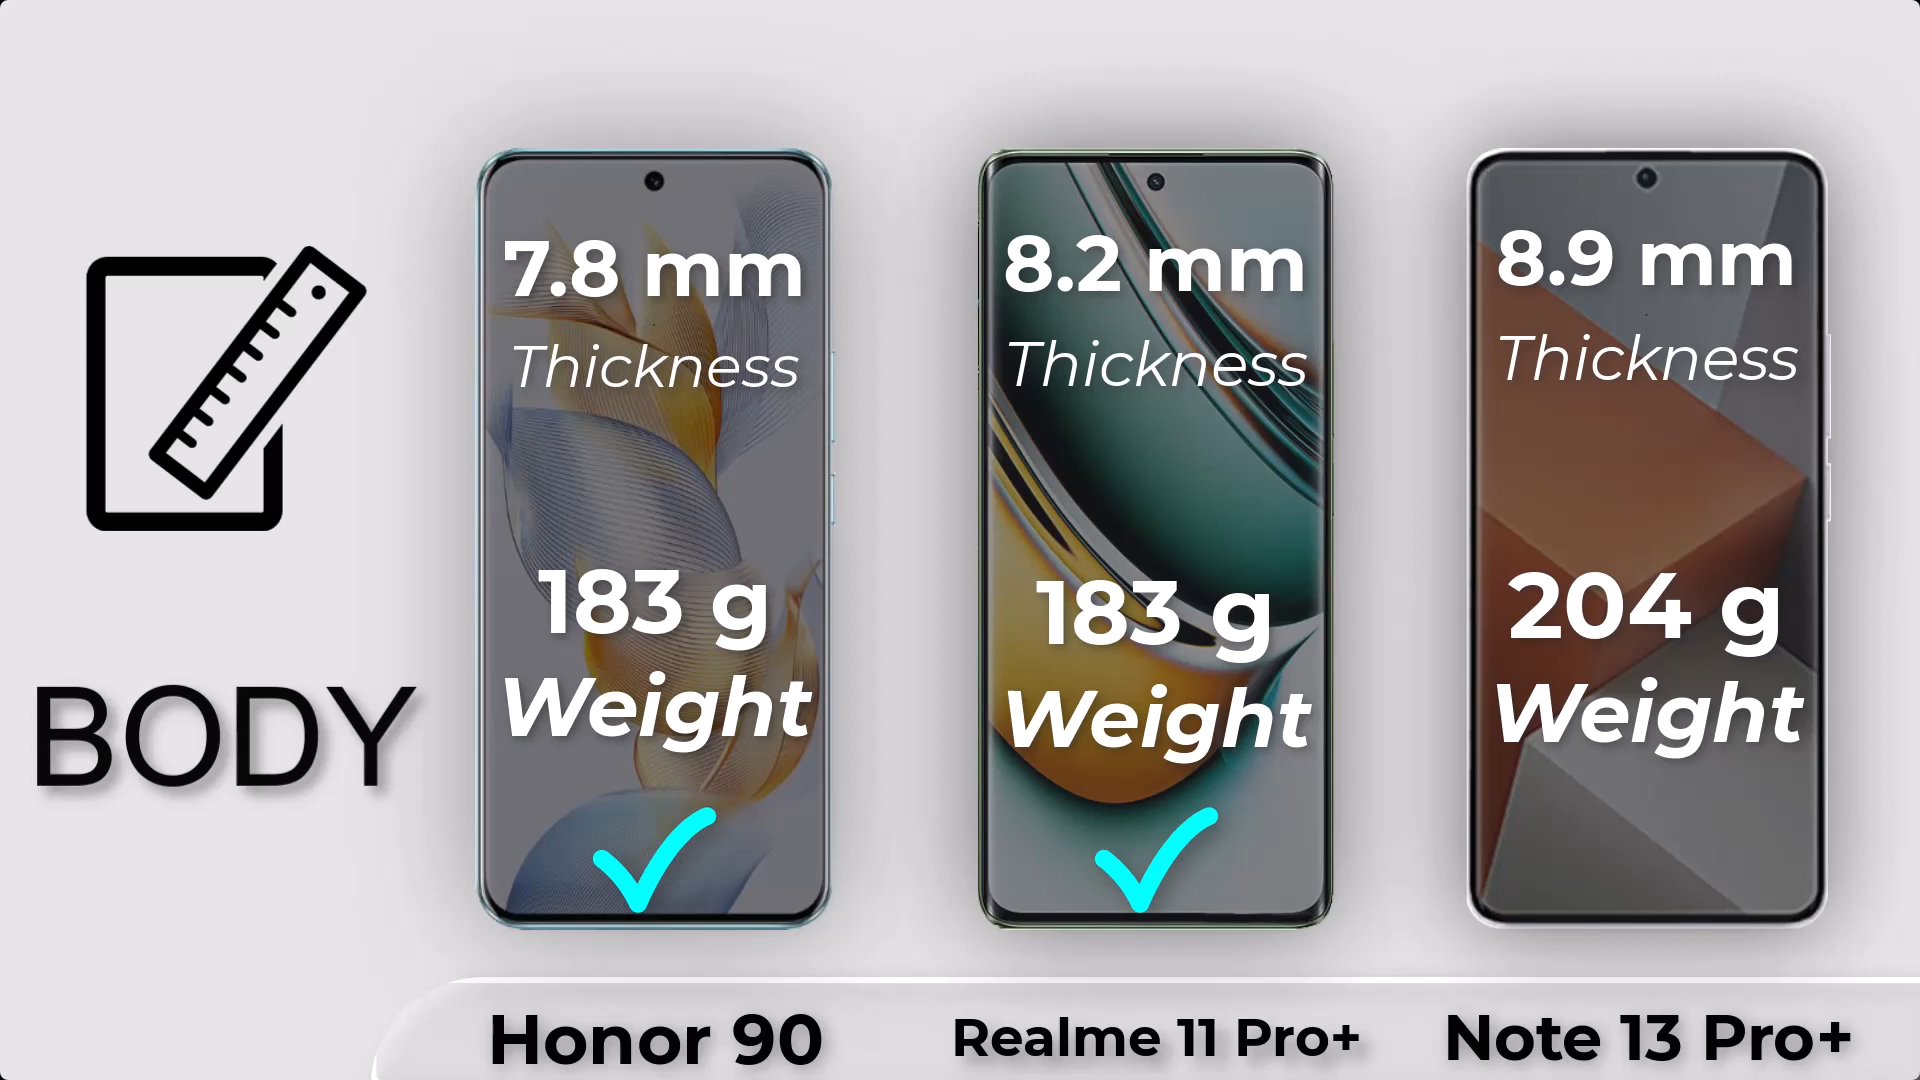 BODY
7.8 mm
Thickness
183 g
Weight
Honor 90
8.2 mm
Thickness
183 g
Weight
Realme 11 Pro+
8.9 mm
Thickness
204 g
Weight
Note 13 Pro+